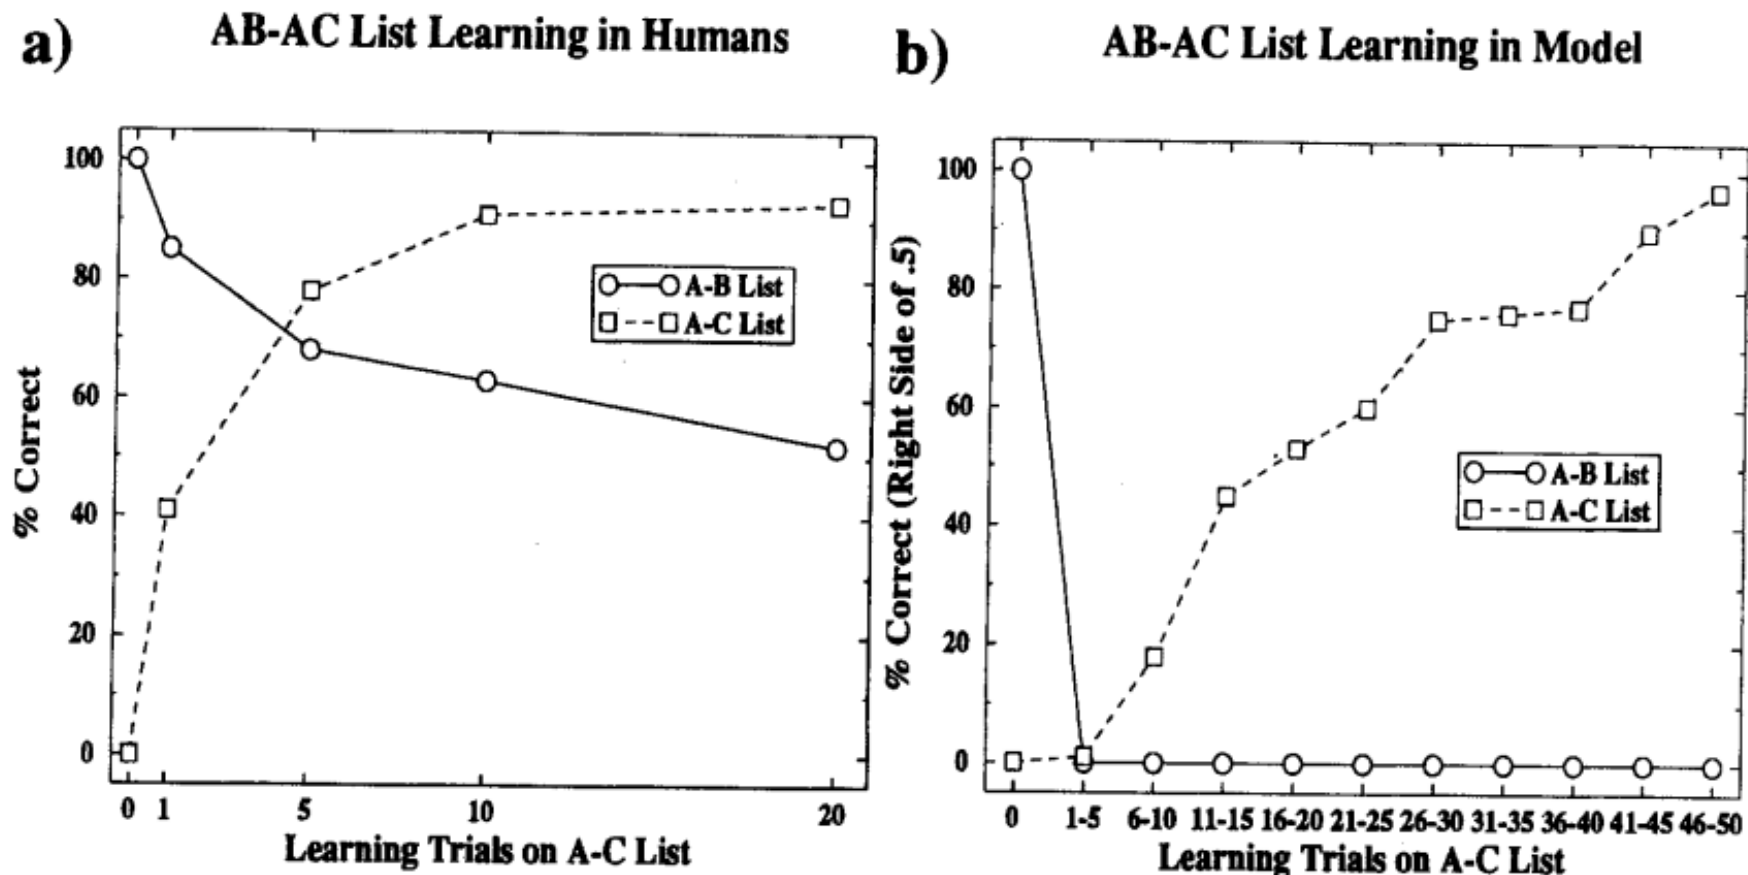 a)
AB-AC List Learning in Humans
% Correct
100
80
60
40
20
0
A-B List
A-C List
0 1 5 10 20
Learning Trials on A-C List
b)
AB-AC List Learning in Model
% Correct (Right Side of .5)
100
80
60
40
20
0
A-B List
A-C List
0 1-5 6-10 11-15 16-20 21-25 26-30 31-35 36-40 41-45 46-50
Learning Trials on A-C List